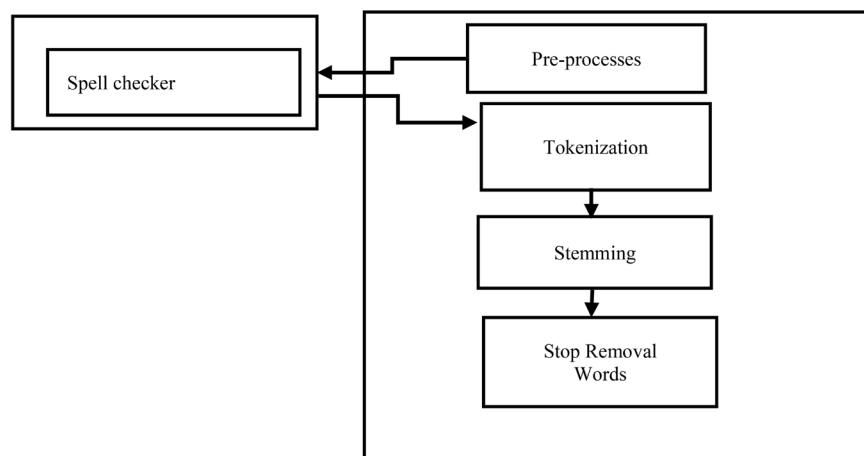 Spell checker
Pre-processes
Tokenization
Stemming
Stop Removal
Words